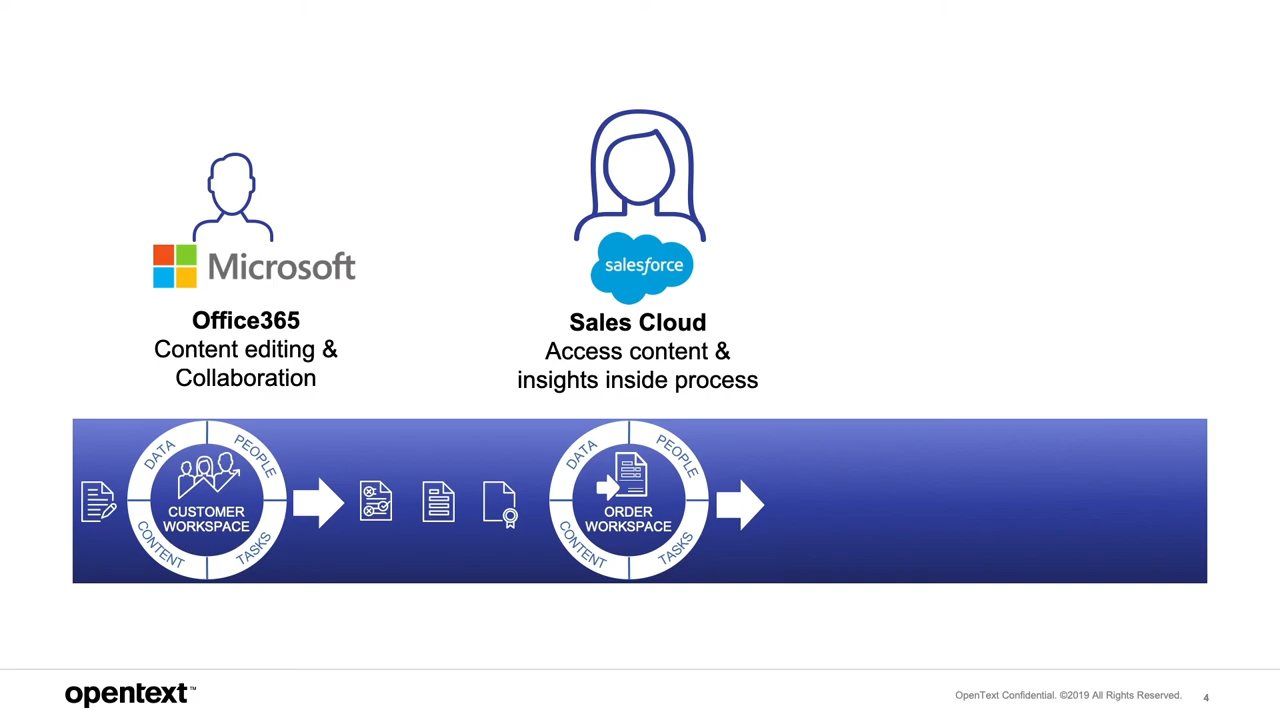 Microsoft
Office365
Content editing &
Collaboration
salesforce
Sales Cloud
Access content &
insights inside process
DATA
PEOPLE
CUSTOMER
WORKSPACE
CONTENT
TASKS
DATA
PEOPLE
ORDER
WORKSPACE
CONTENT
TASKS
opentext™
OpenText Confidential. ©2019 All Rights Reserved.
4